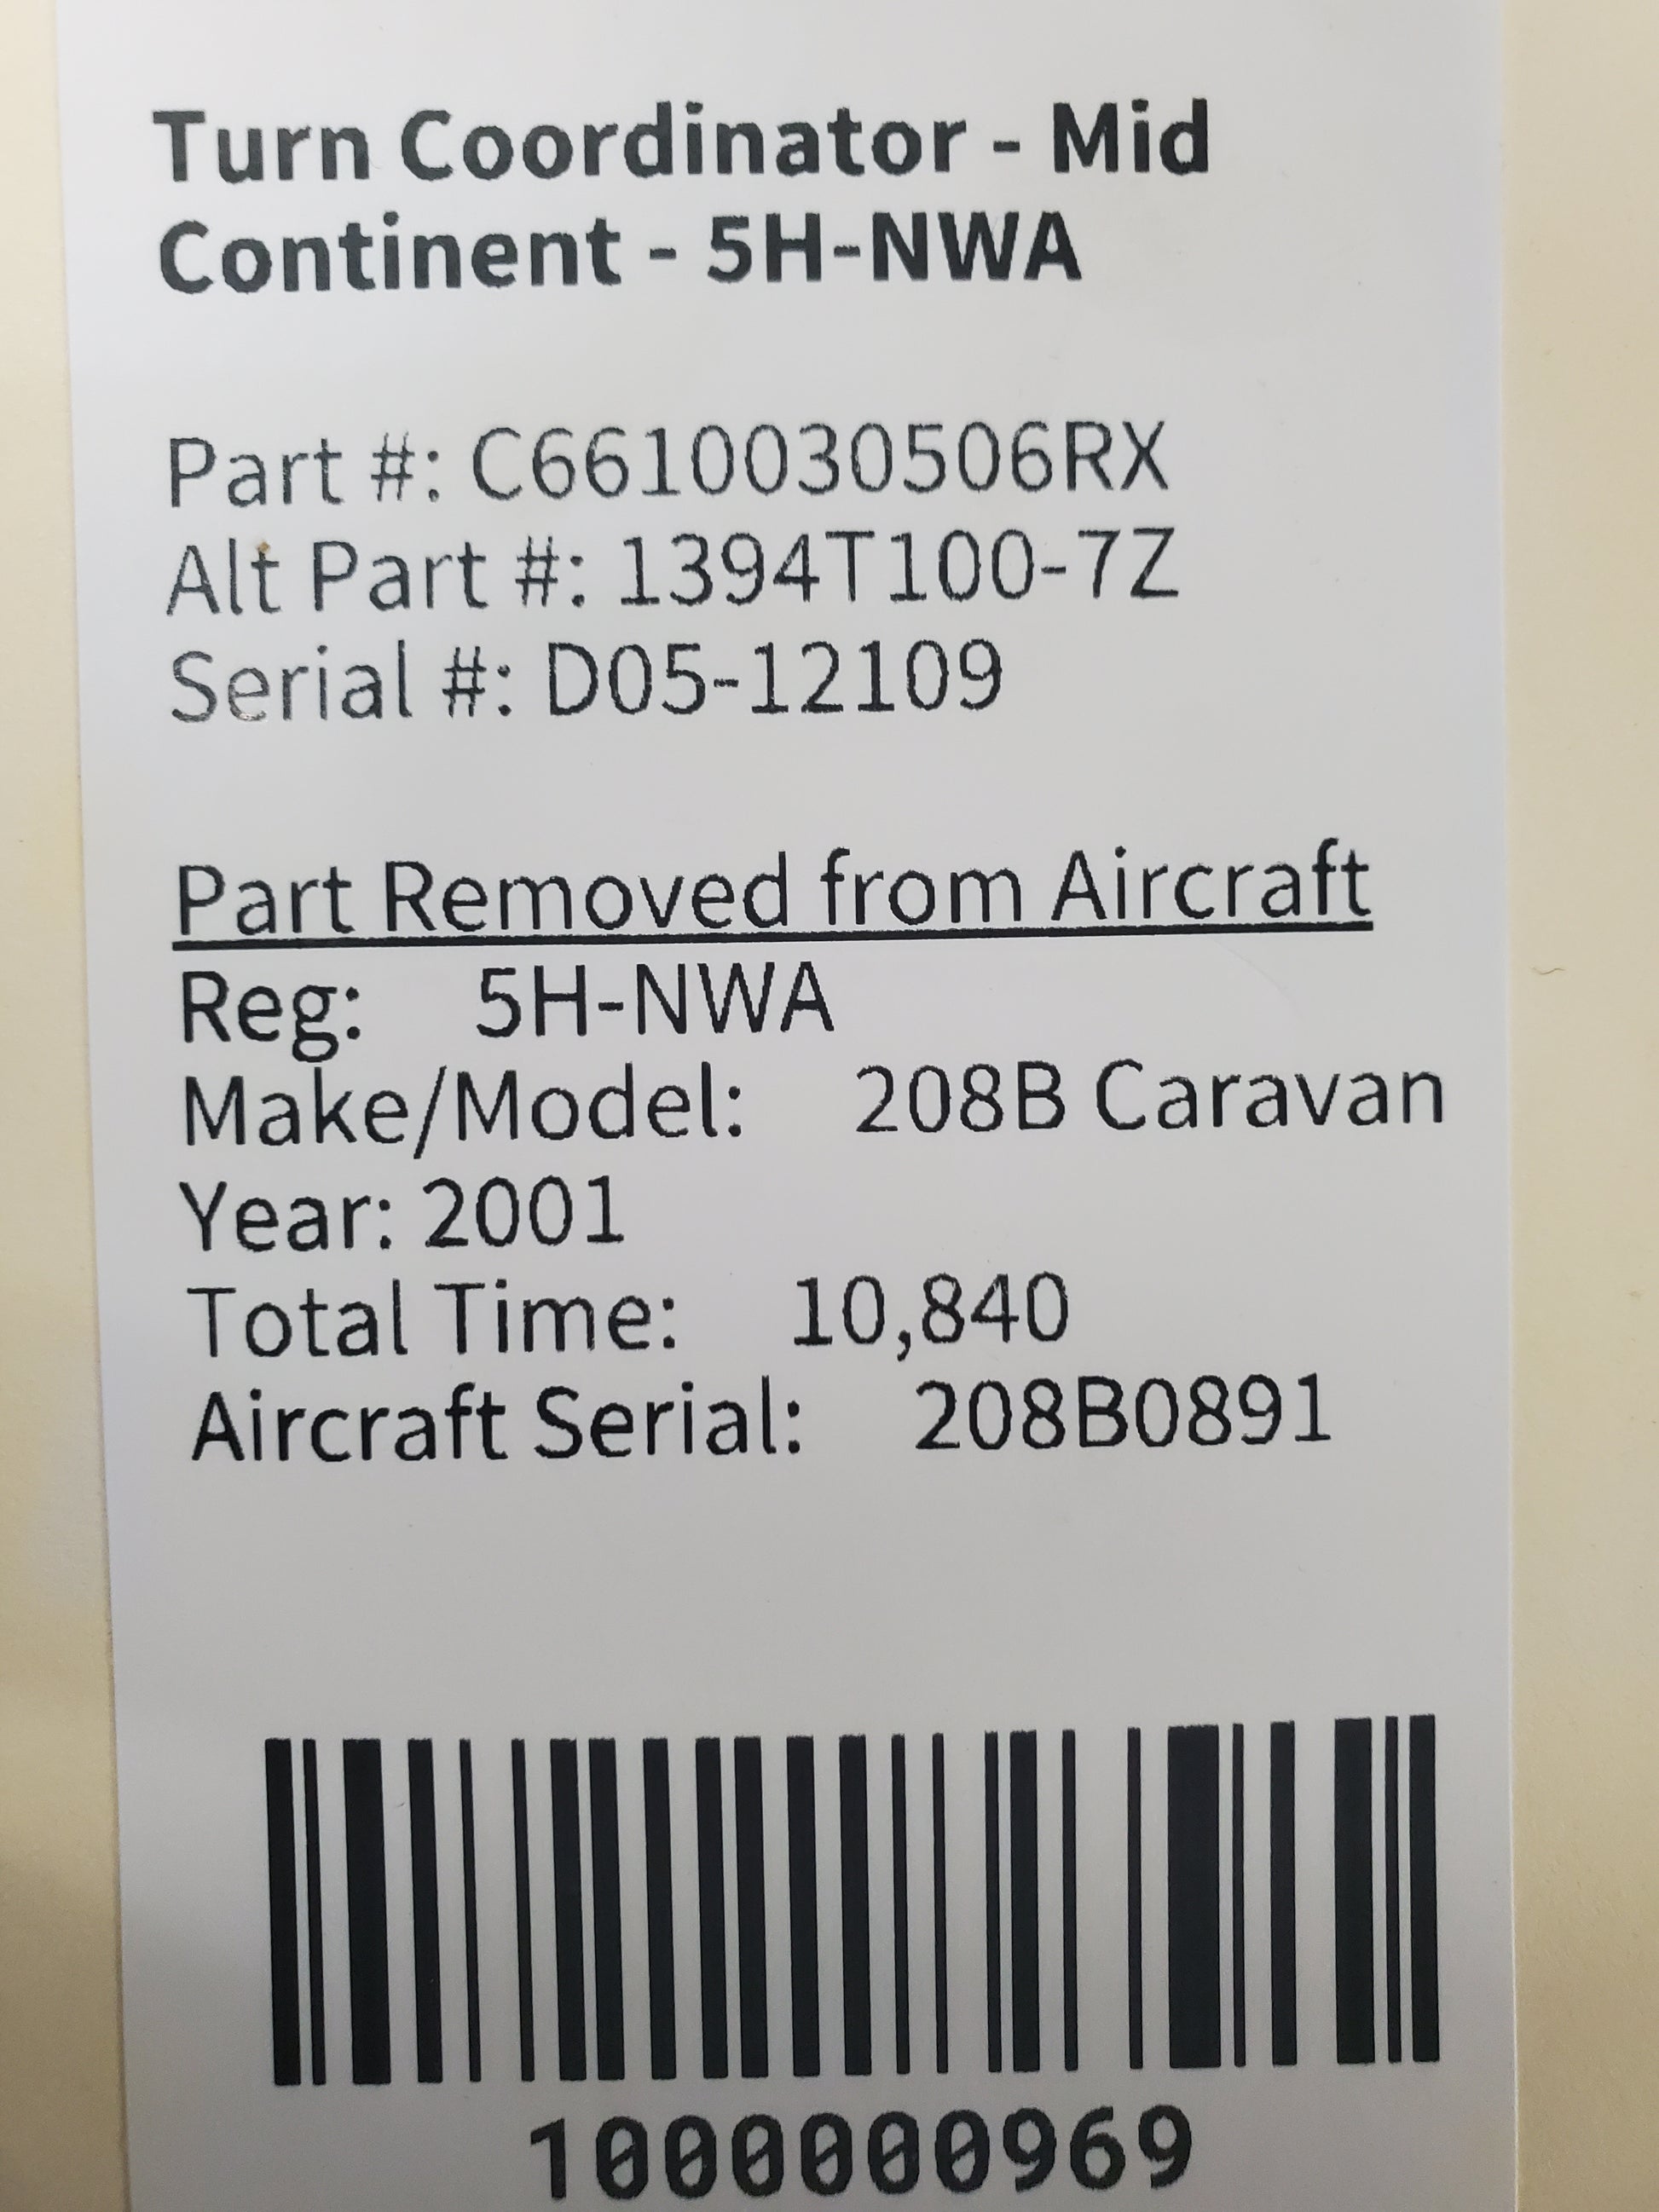 Turn Coordinator - Mid
Continent - 5H-NWA
Part #: C6610030506RX
Alt Part #: 1394T100-7Z
Serial #: D05-12109
Part Removed from Aircraft
Reg: 5H-NWA
Make/Model: 208B Caravan
Year: 2001
Total Time: 10,840
Aircraft Serial: 208B0891
1000000969